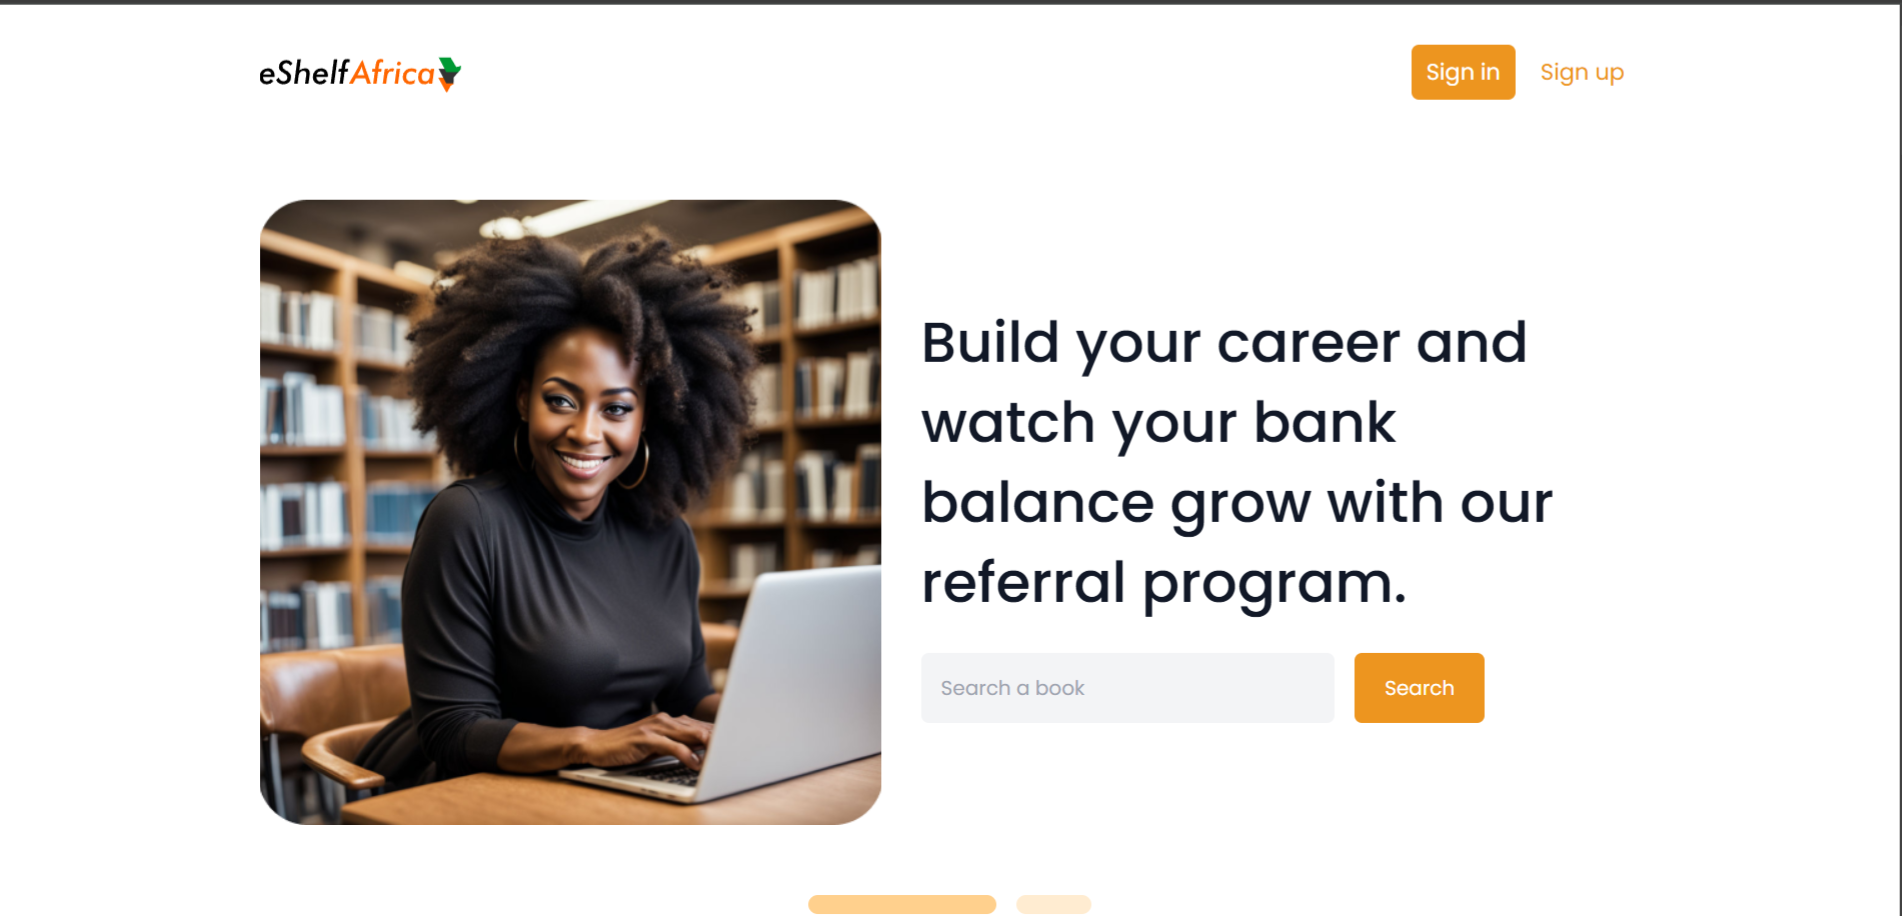 eShelfAfrica
Sign in
Sign up
Build your career and
watch your bank
balance grow with our
referral program.
Search a book
Search